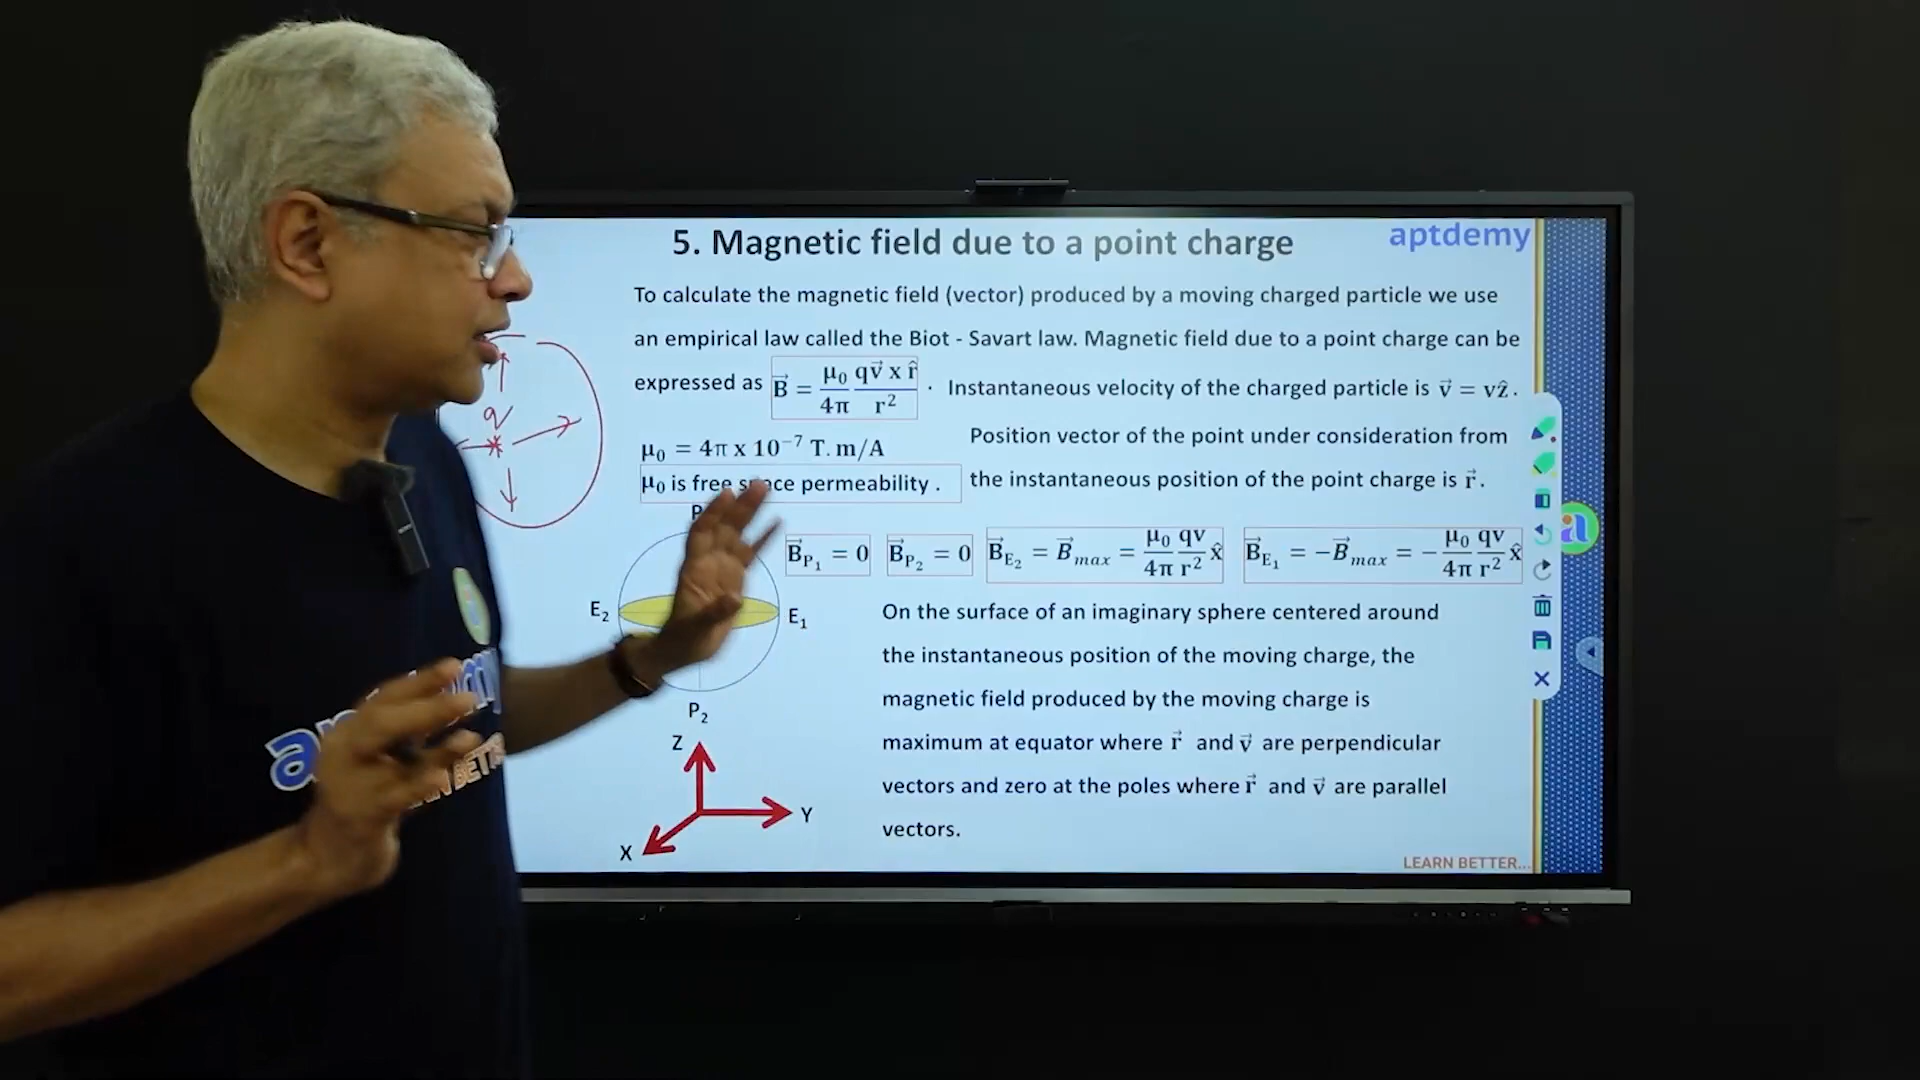 5. Magnetic field due to a point charge
aptdemy
To calculate the magnetic field (vector) produced by a moving charged particle we use
an empirical law called the Biot - Savart law. Magnetic field due to a point charge can be
expressed as B⃗ = μ₀/4π qv⃗ x r̂/r² . Instantaneous velocity of the charged particle is v⃗ = vẑ.
μ₀ = 4π x 10⁻⁷ T.m/A
μ₀ is free space permeability .
Position vector of the point under consideration from
the instantaneous position of the point charge is r⃗.
q
P
B⃗P₁ = 0
B⃗P₂ = 0
B⃗E₂ = B⃗max = μ₀/4π qv/r² x̂
B⃗E₁ = −B⃗max = − μ₀/4π qv/r² x̂
E₂
E₁
P₂
On the surface of an imaginary sphere centered around
the instantaneous position of the moving charge, the
magnetic field produced by the moving charge is
maximum at equator where r⃗ and v⃗ are perpendicular
vectors and zero at the poles where r⃗ and v⃗ are parallel
vectors.
Z
Y
X
LEARN BETTER...